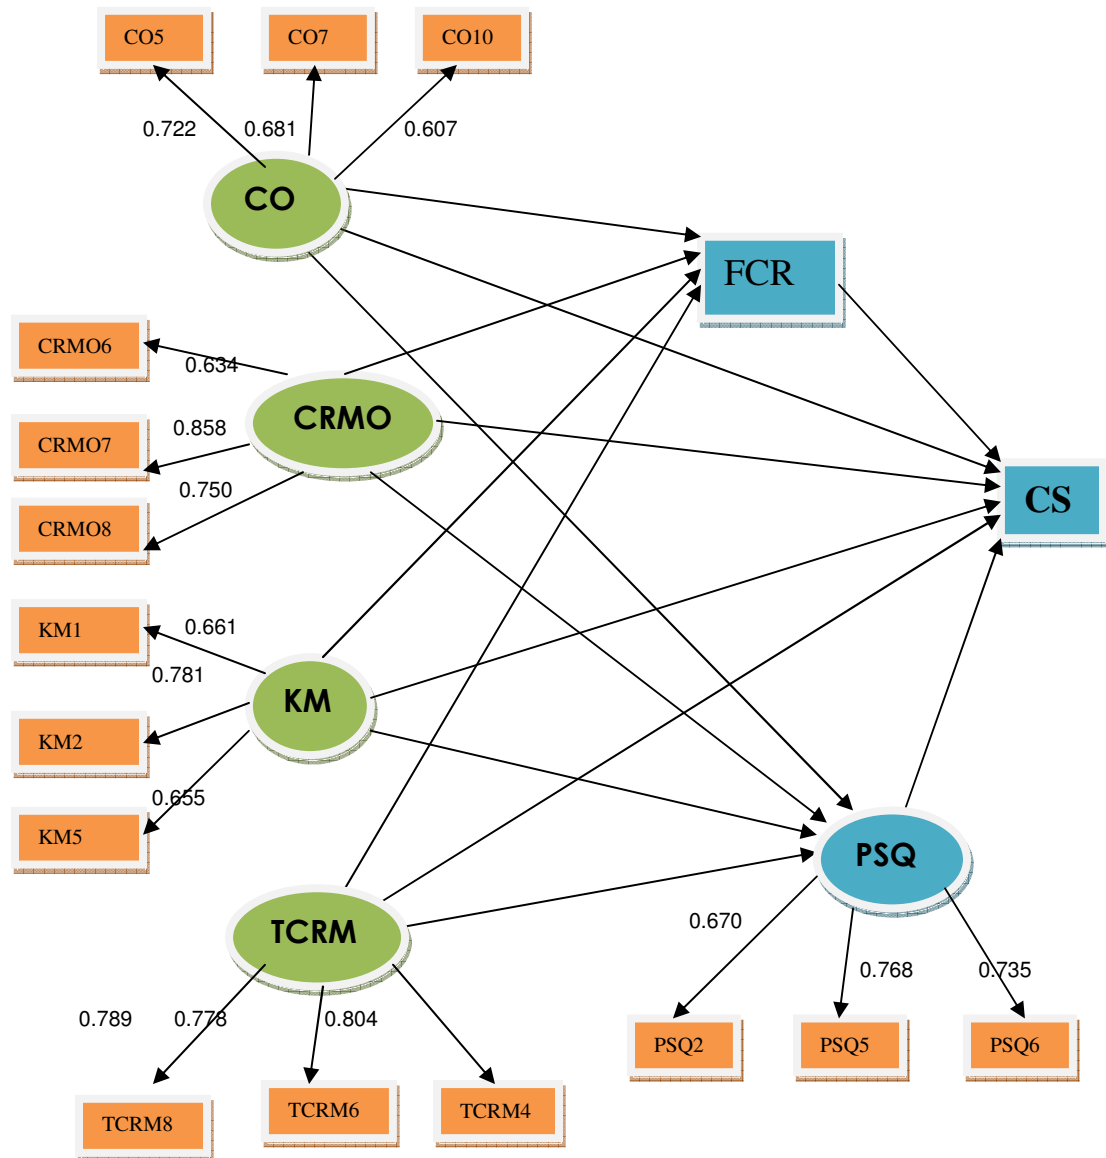 CO5
CO7
CO10
0.722
0.681
0.607
CO
FCR
CRMO6
0.634
CRMO
CRMO7
0.858
0.750
CRMO8
CS
KM1
0.661
0.781
KM
KM2
0.655
KM5
PSQ
TCRM
0.670
0.768
0.735
0.789
0.778
0.804
PSQ2
PSQ5
PSQ6
TCRM8
TCRM6
TCRM4